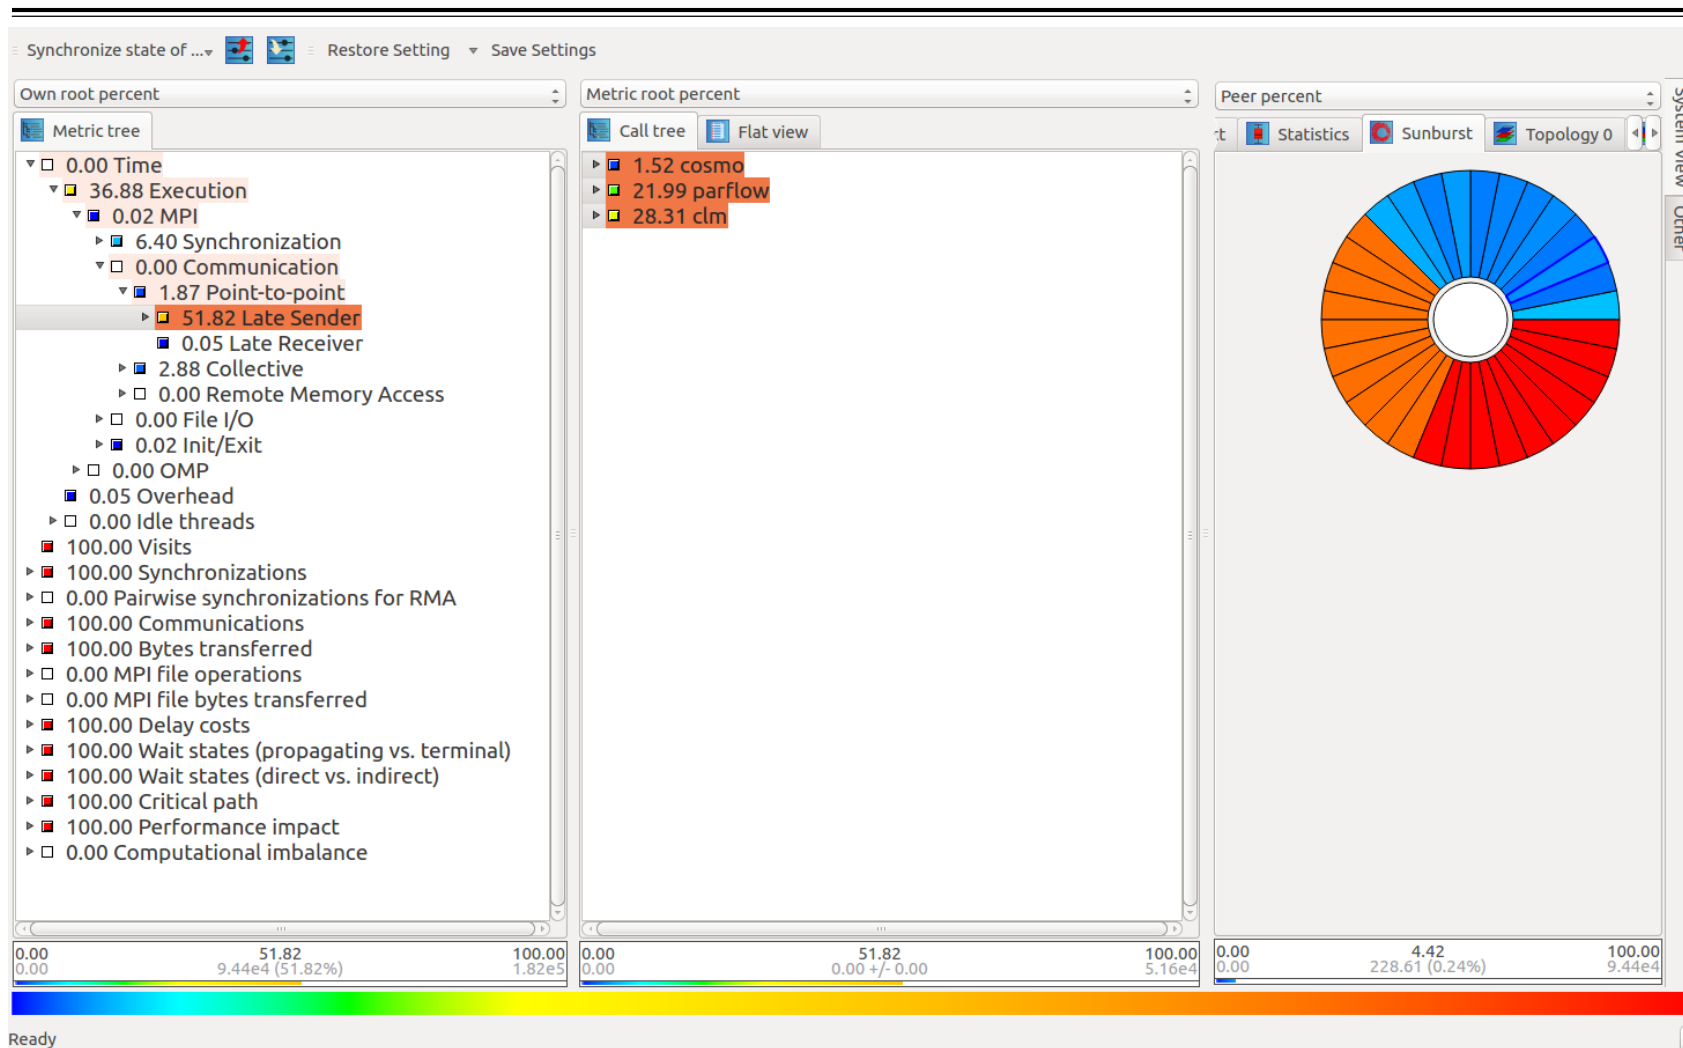 Synchronize state of ...
Restore Setting
Save Settings
Own root percent
Metric tree
0.00 Time
36.88 Execution
0.02 MPI
6.40 Synchronization
0.00 Communication
1.87 Point-to-point
51.82 Late Sender
0.05 Late Receiver
2.88 Collective
0.00 Remote Memory Access
0.00 File I/O
0.02 Init/Exit
0.00 OMP
0.05 Overhead
0.00 Idle threads
100.00 Visits
100.00 Synchronizations
0.00 Pairwise synchronizations for RMA
100.00 Communications
100.00 Bytes transferred
0.00 MPI file operations
0.00 MPI file bytes transferred
100.00 Delay costs
100.00 Wait states (propagating vs. terminal)
100.00 Wait states (direct vs. indirect)
100.00 Critical path
100.00 Performance impact
0.00 Computational imbalance
0.00 51.82 100.00
0.00 9.44e4 (51.82%) 1.82e5
Metric root percent
Call tree
Flat view
1.52 cosmo
21.99 parflow
28.31 clm
0.00 51.82 100.00
0.00 0.00 +/- 0.00 5.16e4
Peer percent
Statistics
Sunburst
Topology 0
0.00 4.42 100.00
0.00 228.61 (0.24%) 9.44e4
System View
Other
Ready